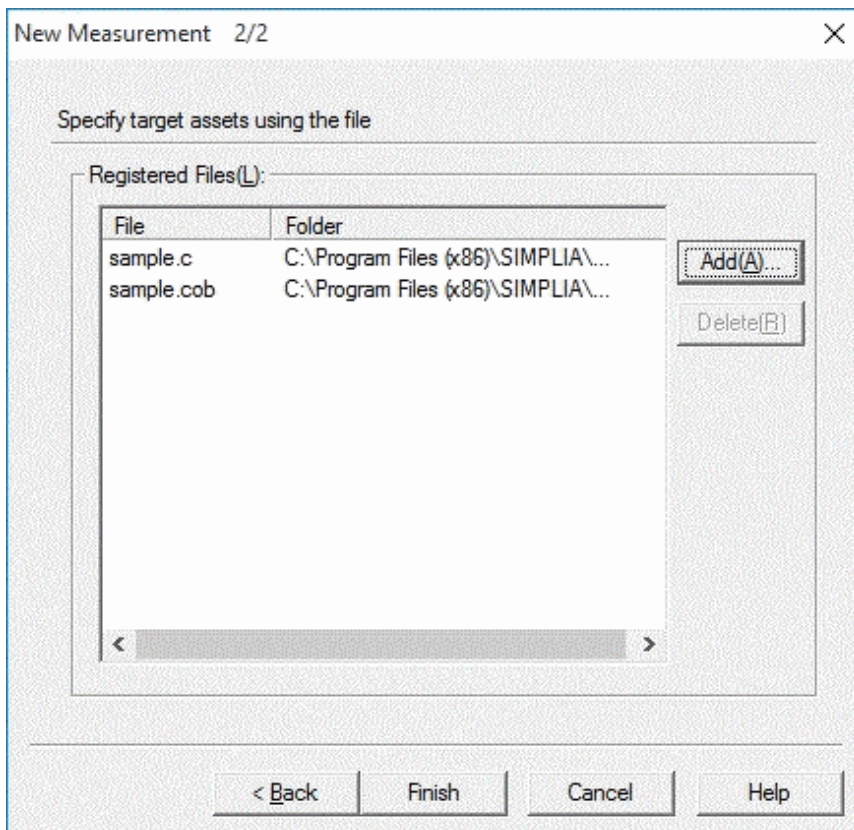 New Measurement 2/2
Specify target assets using the file
Registered Files(L):
File Folder
sample.c C:\Program Files (x86)\SIMPLIA\...
sample.cob C:\Program Files (x86)\SIMPLIA\...
Add(A)...
Delete(R)
< Back Finish Cancel Help